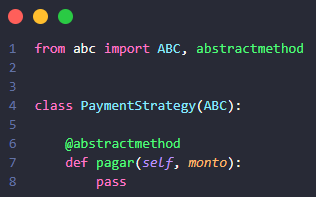 1 from abc import ABC, abstractmethod
2
3
4 class PaymentStrategy(ABC):
5
6     @abstractmethod
7     def pagar(self, monto):
8         pass